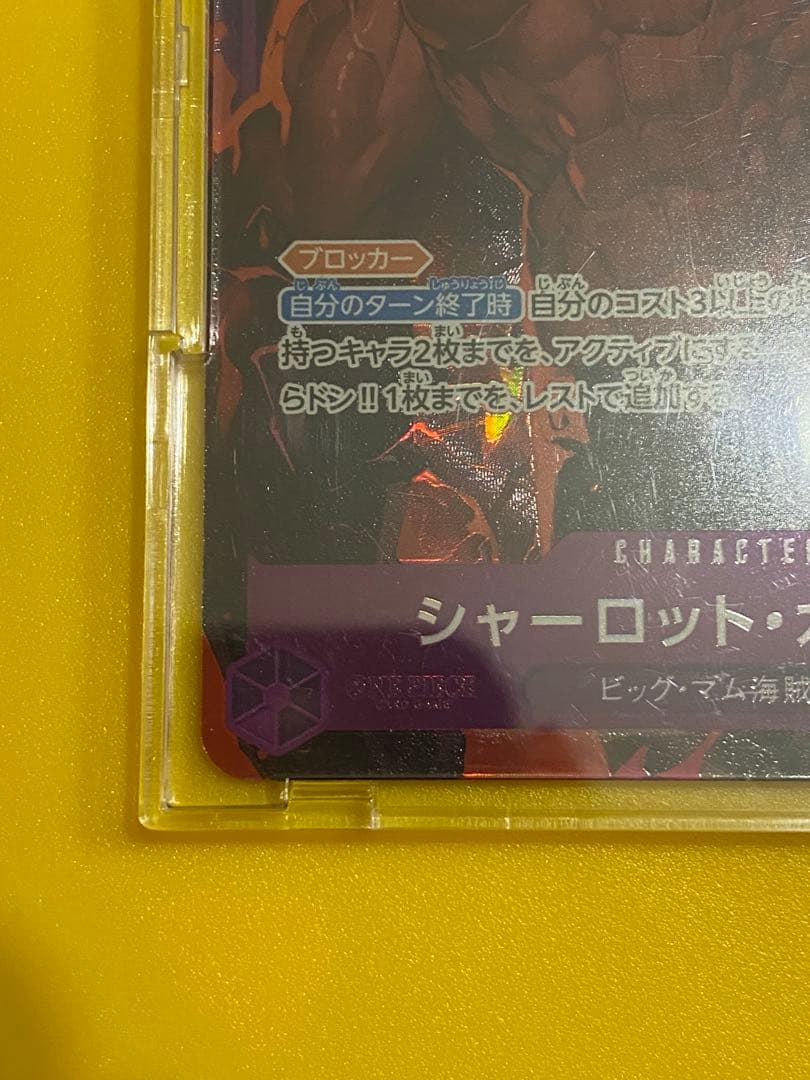 ブロッカー
自分のターン終了時 自分のコスト3以上の
持つキャラ2枚までを、アクティブにする
らドン!!1枚までを、レストで追加する
CHARACTER
シャーロット・
ONE PIECE
CARD GAME
ビッグ・マム海賊